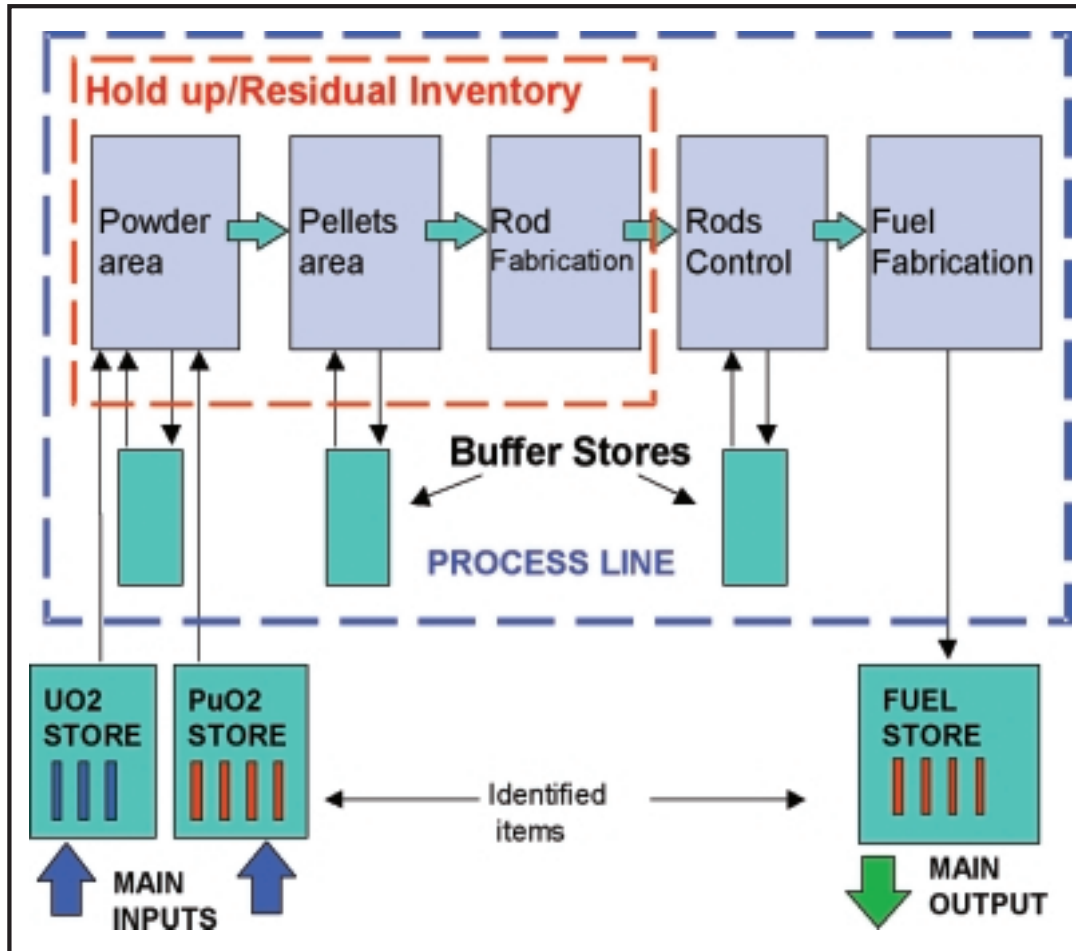 Hold up/Residual Inventory
Powder
area
Pellets
area
Rod
Fabrication
Rods
Control
Fuel
Fabrication
Buffer Stores
PROCESS LINE
UO2
STORE
PuO2
STORE
FUEL
STORE
Identified
items
MAIN
INPUTS
MAIN
OUTPUT